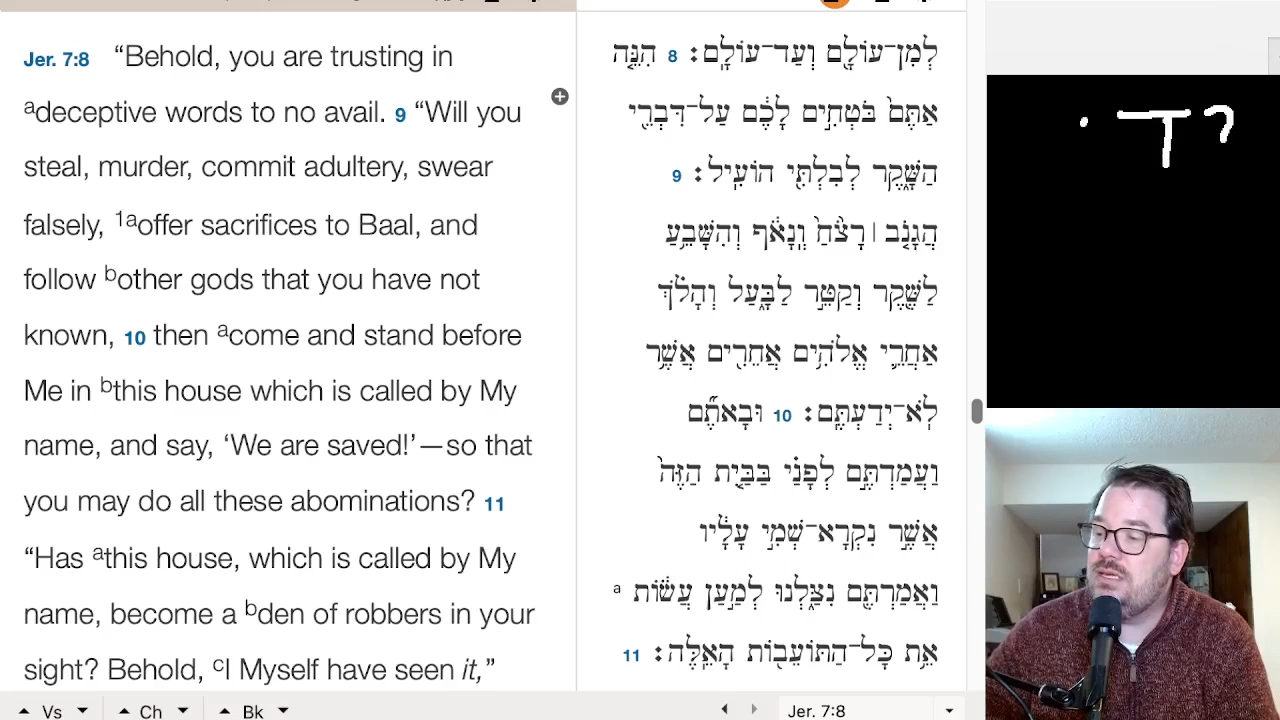 Jer. 7:8 “Behold, you are trusting in
ᵃdeceptive words to no avail. 9 “Will you
steal, murder, commit adultery, swear
falsely, ¹ᵃoffer sacrifices to Baal, and
follow ᵇother gods that you have not
known, 10 then ᵃcome and stand before
Me in ᵇthis house which is called by My
name, and say, ‘We are saved!’—so that
you may do all these abominations? 11
“Has ᵃthis house, which is called by My
name, become a ᵇden of robbers in your
sight? Behold, ᶜI Myself have seen it,”
לְמִן־עוֹלָ֖ם וְעַד־עוֹלָֽם׃ 8 הִנֵּ֤ה
אַתֶּם֙ בֹּטְחִ֣ים לָכֶ֔ם עַל־דִּבְרֵ֖י
הַשָּׁ֑קֶר לְבִלְתִּ֖י הוֹעִֽיל׃ 9
הֲגָנֹ֤ב ׀ רָצֹ֙חַ֙ וְֽנָאֹ֔ף וְהִשָּׁבֵ֥עַ
לַשֶּׁ֖קֶר וְקַטֵּ֣ר לַבָּ֑עַל וְהָלֹ֗ךְ
אַחֲרֵ֛י אֱלֹהִ֥ים אֲחֵרִ֖ים אֲשֶׁ֥ר
לֹֽא־יְדַעְתֶּֽם׃ 10 וּבָאתֶ֞ם
וַעֲמַדְתֶּ֣ם לְפָנַ֗י בַּבַּ֤יִת הַזֶּה֙
אֲשֶׁ֣ר נִקְרָא־שְׁמִ֣י עָלָ֔יו
וַאֲמַרְתֶּ֖ם נִצַּ֑לְנוּ לְמַ֣עַן עֲשׂ֔וֹת ᵃ
אֵ֥ת כָּל־הַתּוֹעֵב֖וֹת הָאֵֽלֶּה׃ 11
Vs Ch Bk
Jer. 7:8